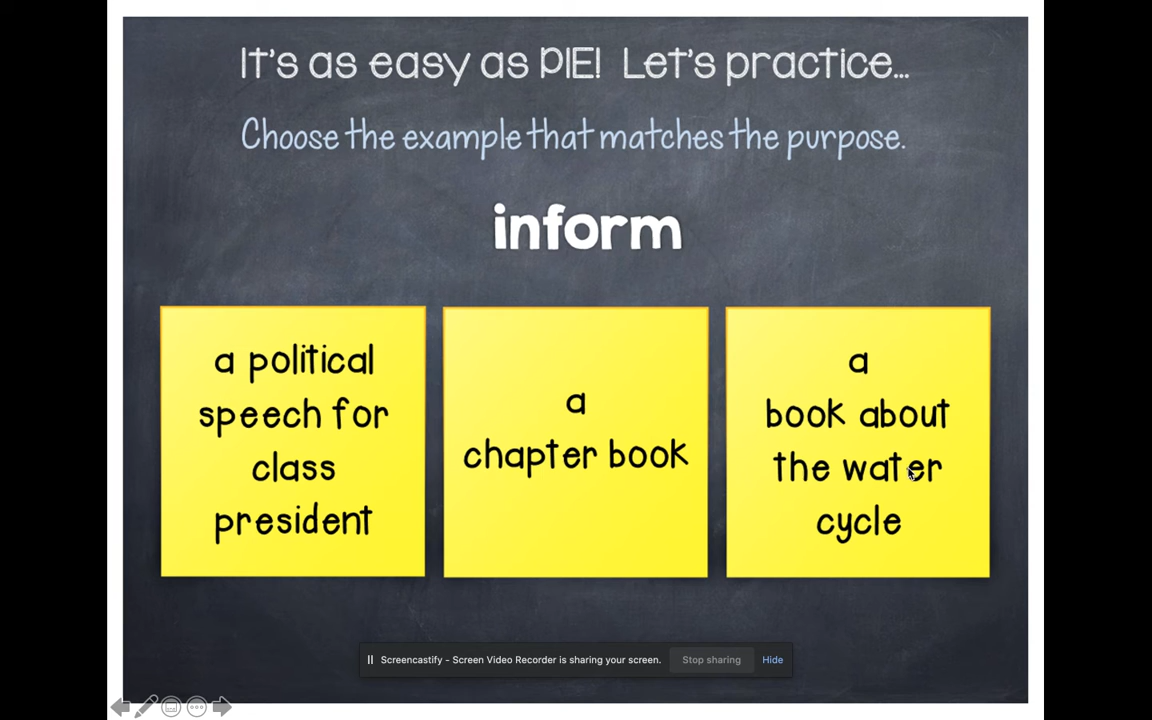 It's as easy as PIE! Let's practice...
Choose the example that matches the purpose.
inform
a political
speech for
class
president
a
chapter book
a
book about
the water
cycle
Screencastify - Screen Video Recorder is sharing your screen.
Stop sharing
Hide